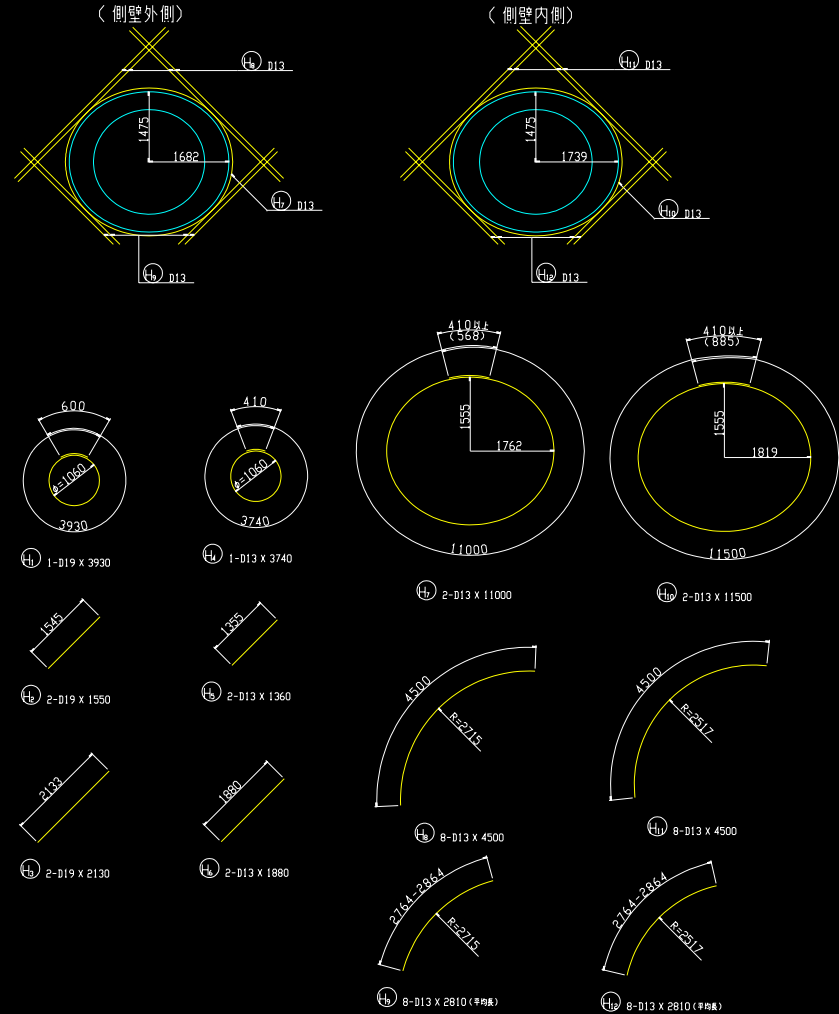 ( 側壁外側)
( 側壁内側)
H8 D13
H11 D13
1475
1682
1475
1739
H7 D13
H10 D13
H9 D13
H12 D13
410以上
(568)
410以上
(885)
600
410
1555
1762
1555
1819
φ=1060
φ=1060
3930
3740
11000
11500
H1 1-D19 X 3930
H4 1-D13 X 3740
H7 2-D13 X 11000
H10 2-D13 X 11500
1545
1355
4500
4500
R=2715
R=2517
H2 2-D19 X 1550
H5 2-D13 X 1360
2133
1880
H8 8-D13 X 4500
H11 8-D13 X 4500
H3 2-D19 X 2130
H6 2-D13 X 1880
2764-2864
2764-2864
R=2715
R=2517
H9 8-D13 X 2810(平均長)
H12 8-D13 X 2810(平均長)